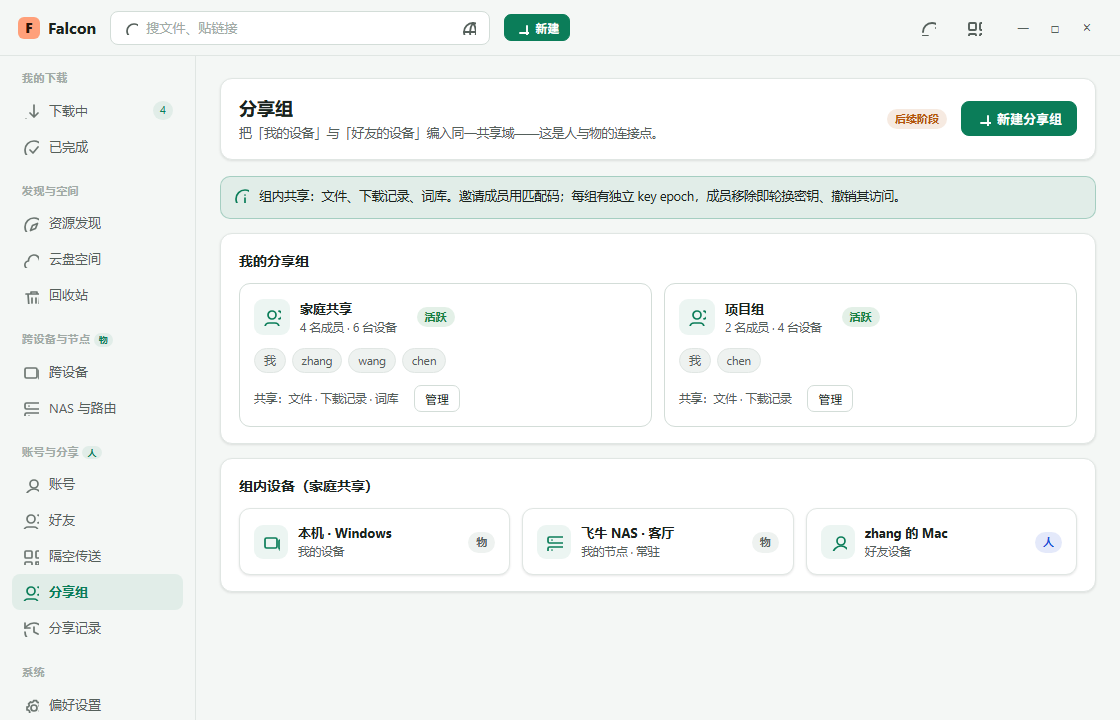 F Falcon
搜文件、贴链接
新建
我的下载
下载中 4
已完成
发现与空间
资源发现
云盘空间
回收站
跨设备与节点 物
跨设备
NAS 与路由
账号与分享 人
账号
好友
隔空传送
分享组
分享记录
系统
偏好设置
分享组
把「我的设备」与「好友的设备」编入同一共享域——这是人与物的连接点。
后续阶段
新建分享组
组内共享：文件、下载记录、词库。邀请成员用匹配码；每组有独立 key epoch，成员移除即轮换密钥、撤销其访问。
我的分享组
家庭共享
4 名成员 · 6 台设备
活跃
我 zhang wang chen
共享：文件 · 下载记录 · 词库
管理
项目组
2 名成员 · 4 台设备
活跃
我 chen
共享：文件 · 下载记录
管理
组内设备（家庭共享）
本机 · Windows
我的设备
物
飞牛 NAS · 客厅
我的节点 · 常驻
物
zhang 的 Mac
好友设备
人